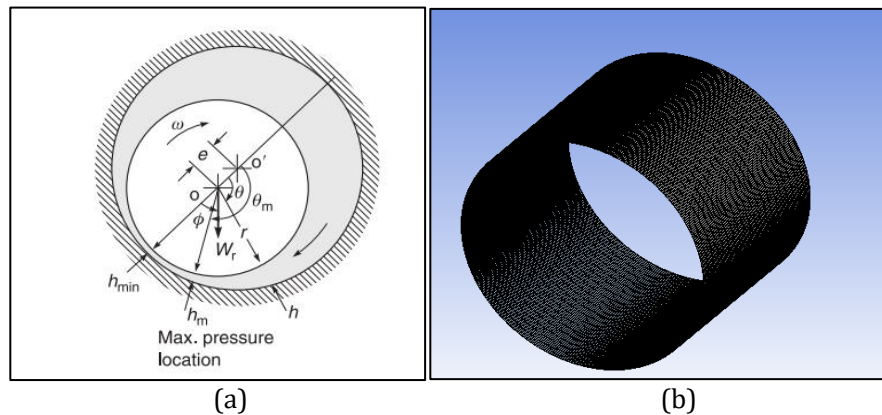 ω
e
o'
o
θ
θm
ϕ
r
Wr
hmin
hm
h
Max. pressure
location
(a)
(b)